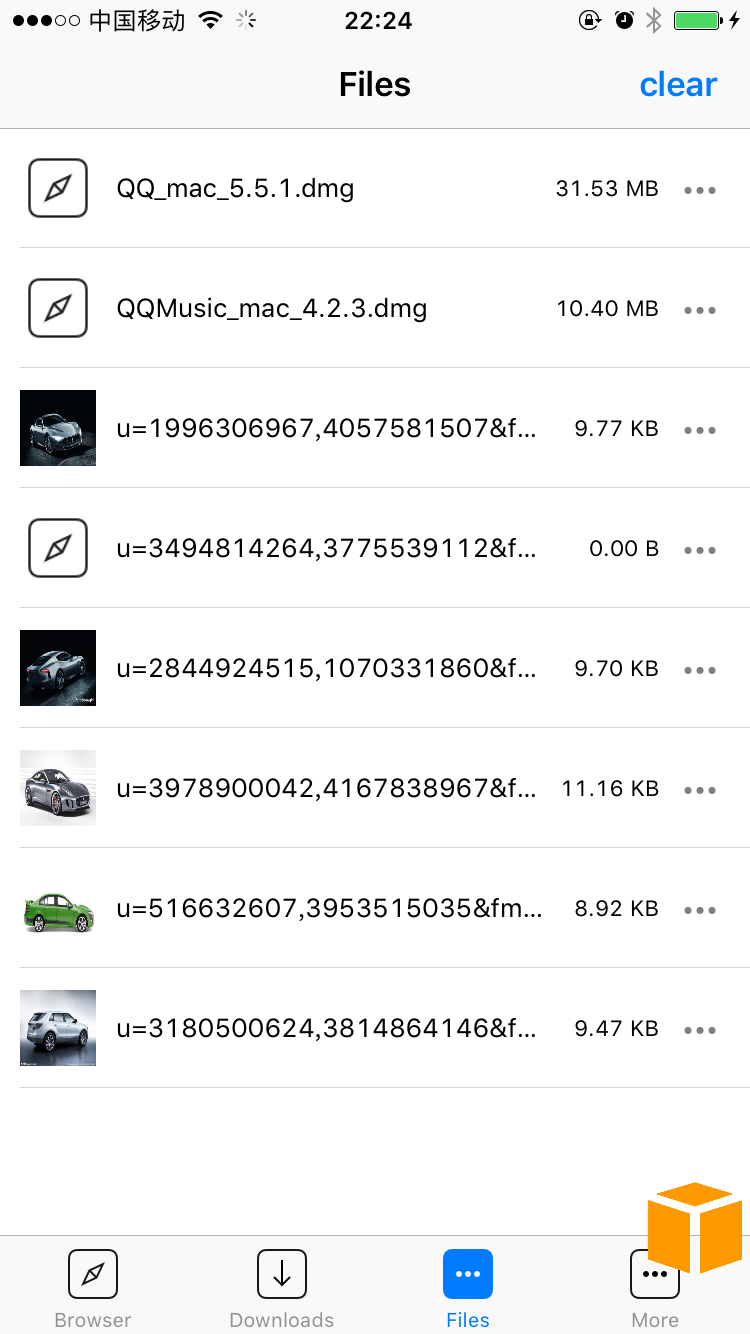 中国移动 22:24
Files clear
QQ_mac_5.5.1.dmg 31.53 MB
QQMusic_mac_4.2.3.dmg 10.40 MB
u=1996306967,4057581507&f... 9.77 KB
u=3494814264,3775539112&f... 0.00 B
u=2844924515,1070331860&f... 9.70 KB
u=3978900042,4167838967&f... 11.16 KB
u=516632607,3953515035&fm... 8.92 KB
u=3180500624,3814864146&f... 9.47 KB
Browser Downloads Files More